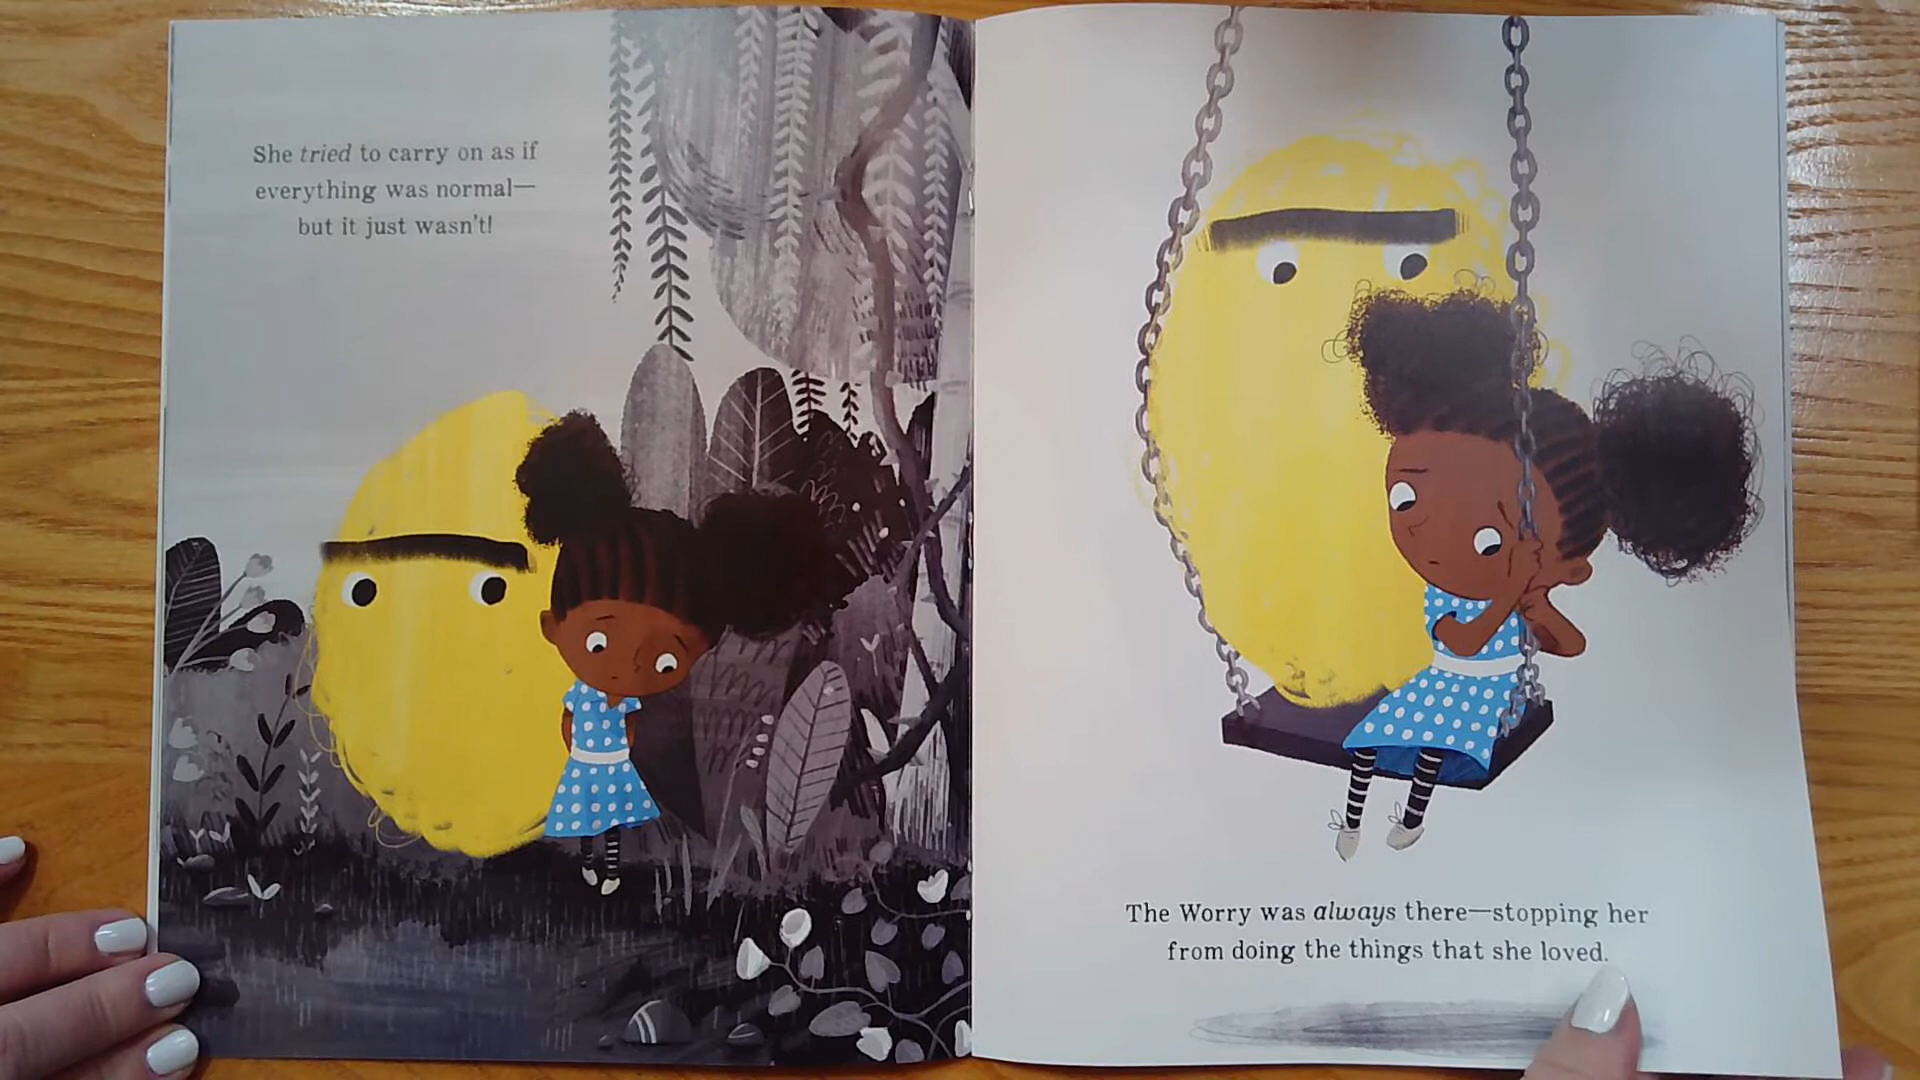 She tried to carry on as if
everything was normal—
but it just wasn't!
The Worry was always there—stopping her
from doing the things that she loved.